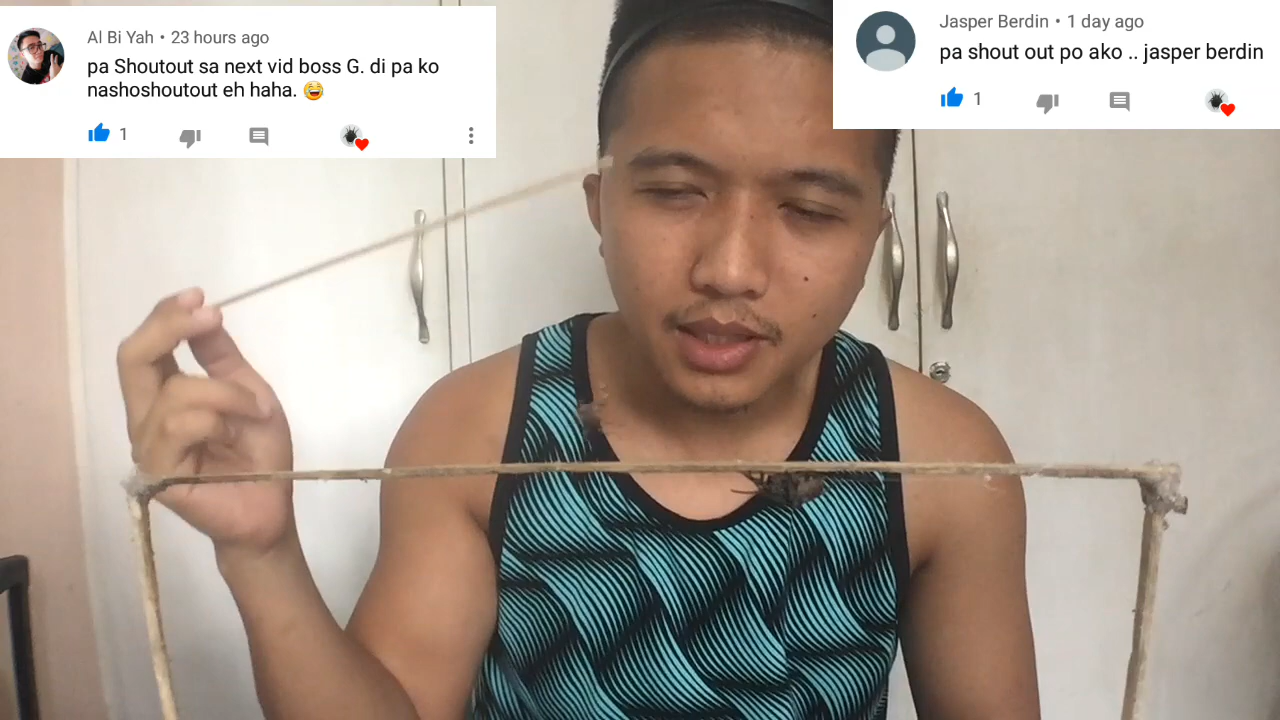 Al Bi Yah • 23 hours ago
pa Shoutout sa next vid boss G. di pa ko
nashoshoutout eh haha. 😂
1
Jasper Berdin • 1 day ago
pa shout out po ako .. jasper berdin
1